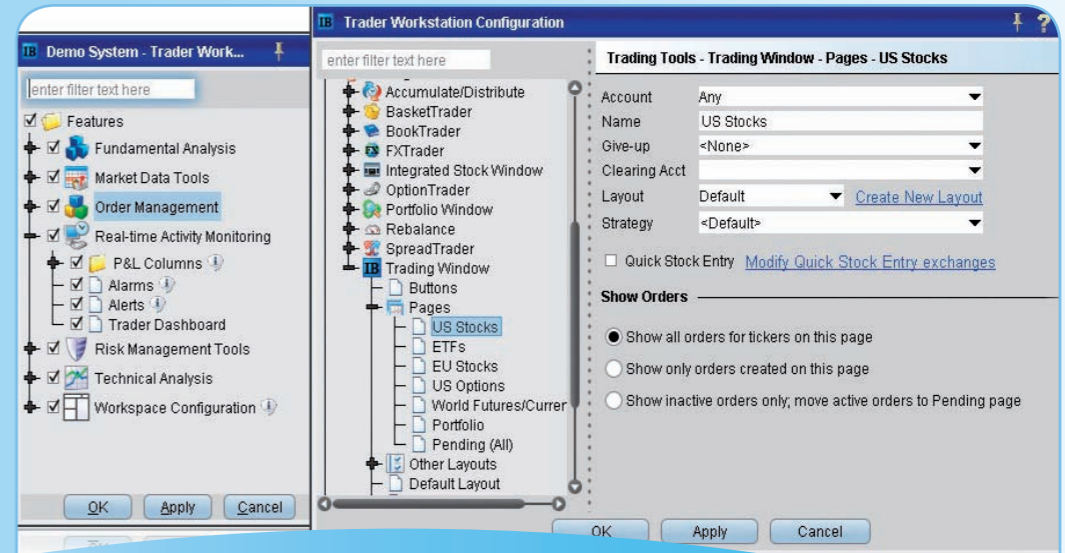 IB Demo System - Trader Work...
enter filter text here
Features
Fundamental Analysis
Market Data Tools
Order Management
Real-time Activity Monitoring
P&L Columns
Alarms
Alerts
Trader Dashboard
Risk Management Tools
Technical Analysis
Workspace Configuration
OK Apply Cancel
IB Trader Workstation Configuration ?
enter filter text here
Accumulate/Distribute
BasketTrader
BookTrader
FX FXTrader
Integrated Stock Window
OptionTrader
Portfolio Window
Rebalance
SpreadTrader
IB Trading Window
Buttons
Pages
US Stocks
ETFs
EU Stocks
US Options
World Futures/Curren
Portfolio
Pending (All)
Other Layouts
Default Layout
Trading Tools - Trading Window - Pages - US Stocks
Account Any
Name US Stocks
Give-up <None>
Clearing Acct
Layout Default Create New Layout
Strategy <Default>
Quick Stock Entry Modify Quick Stock Entry exchanges
Show Orders
Show all orders for tickers on this page
Show only orders created on this page
Show inactive orders only; move active orders to Pending page
OK Apply Cancel